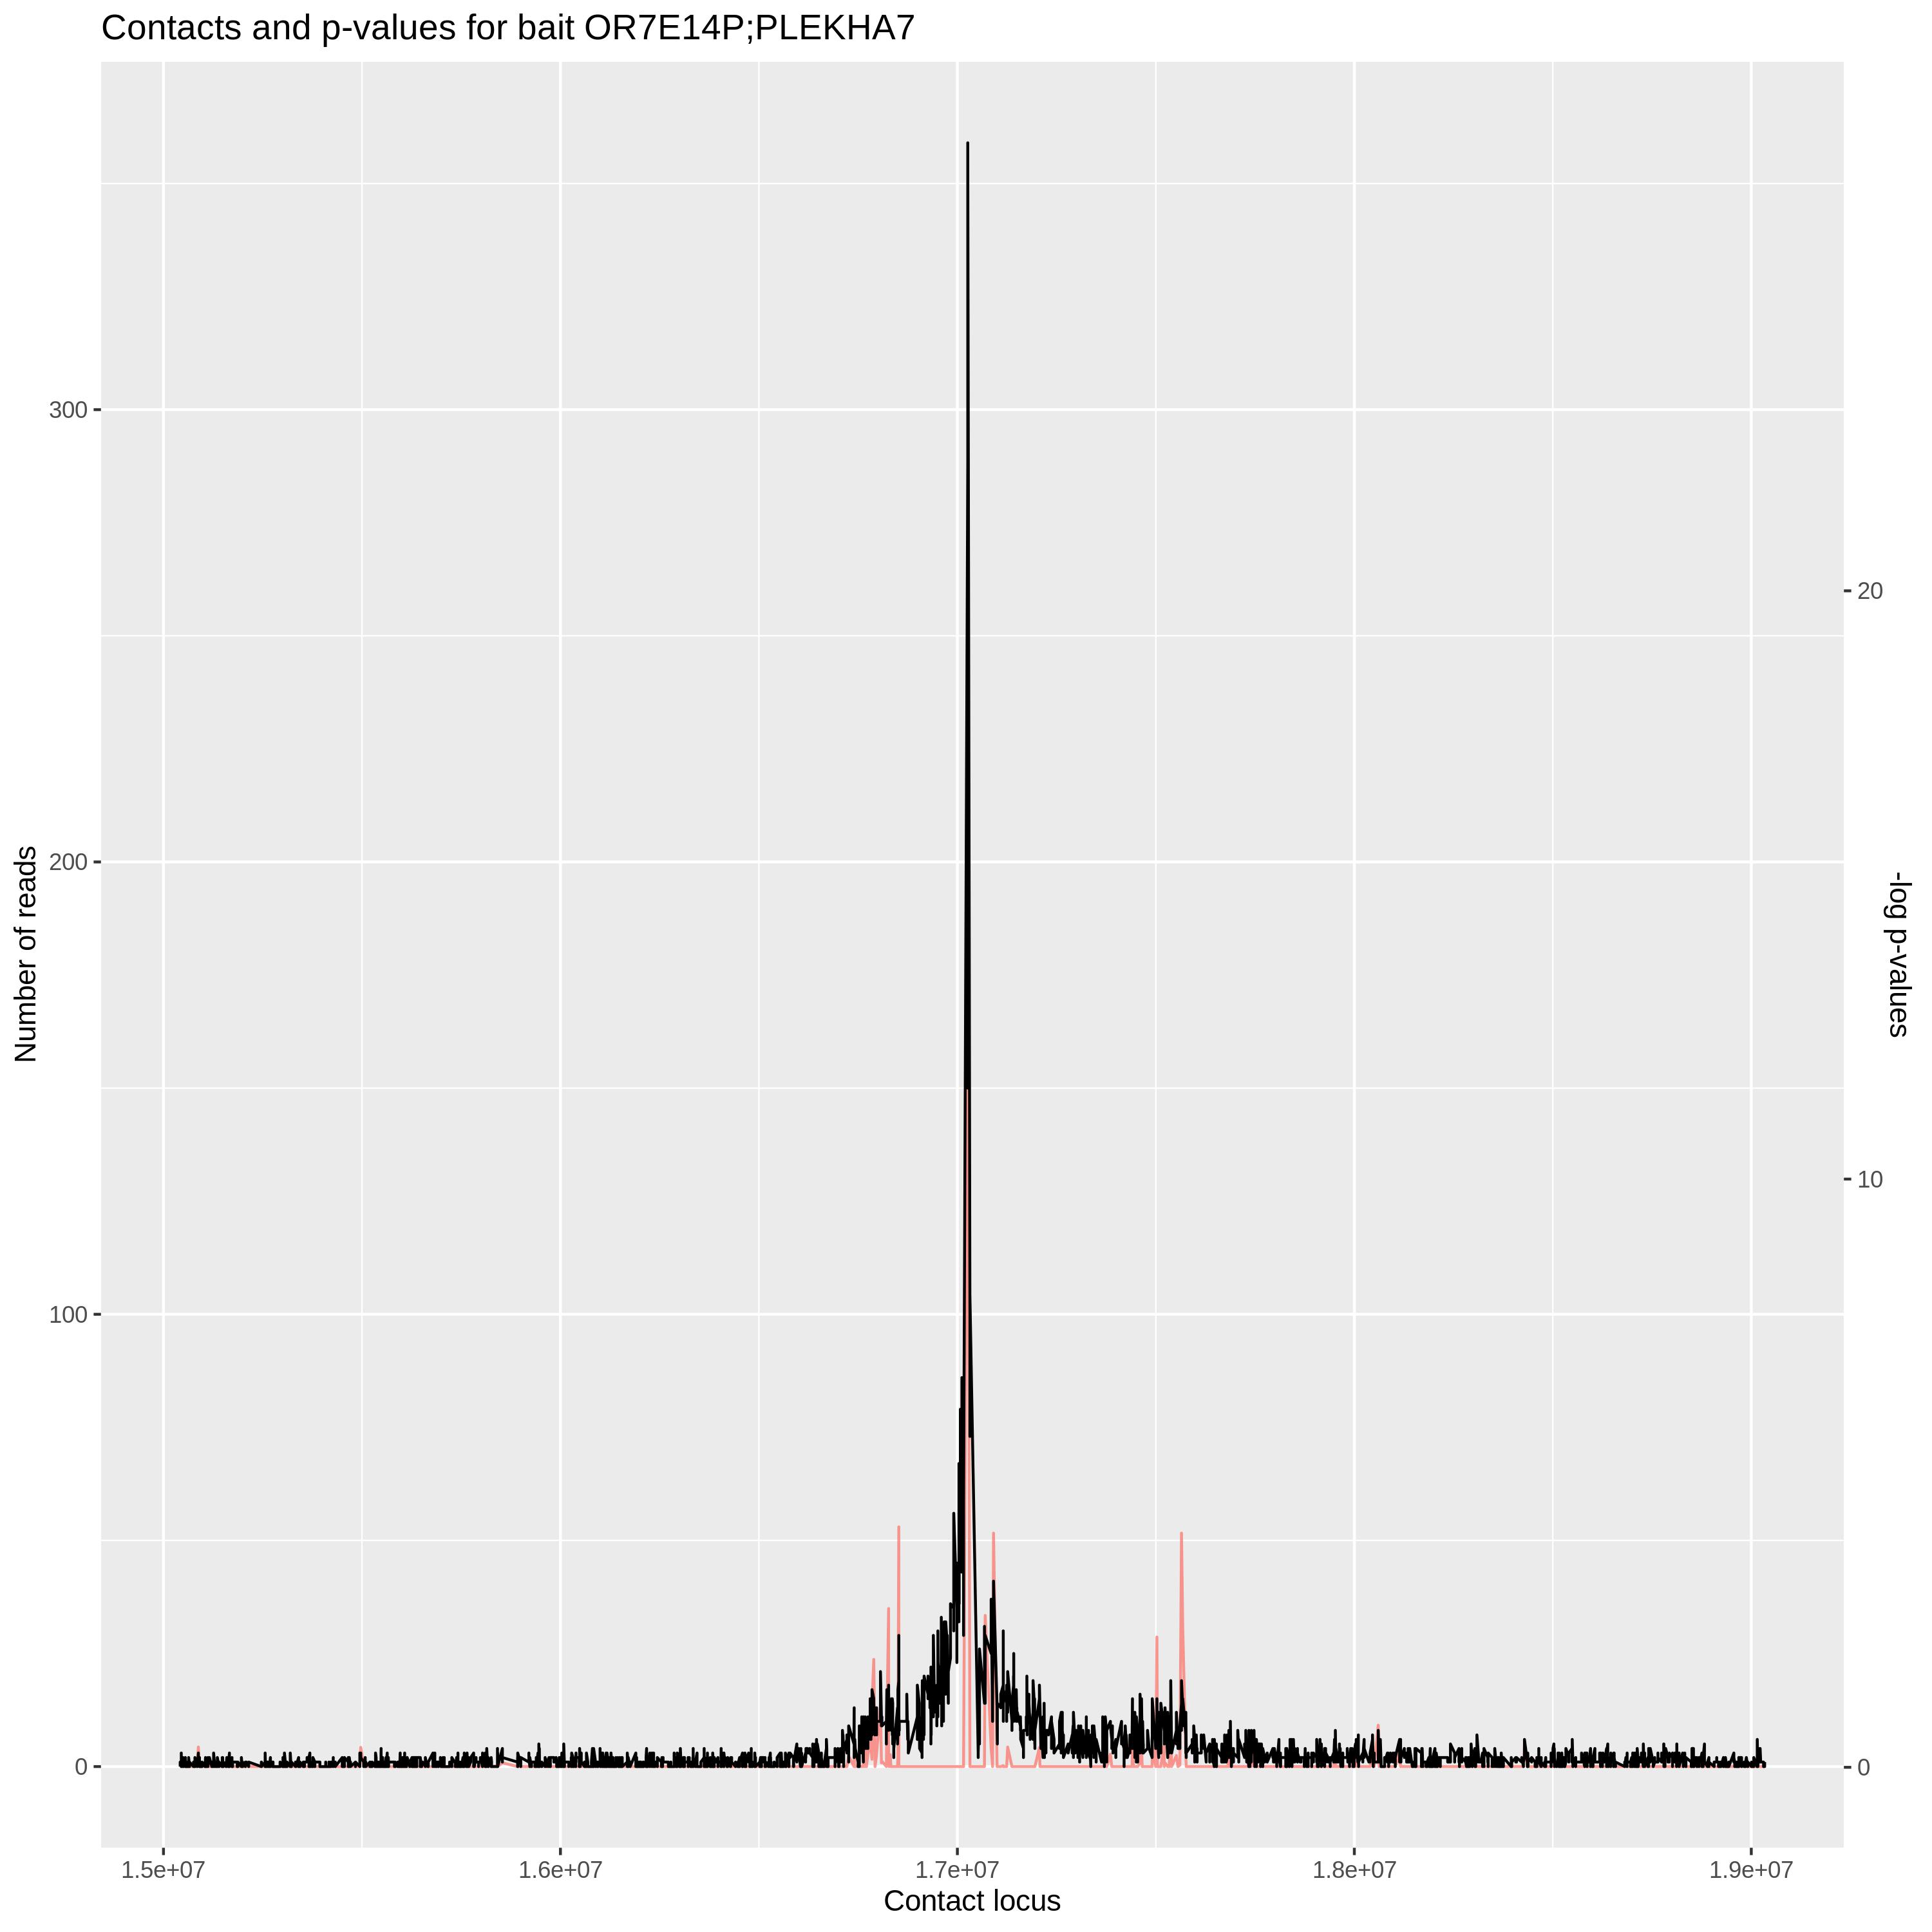 Contacts and p-values for bait OR7E14P;PLEKHA7
Number of reads
300
200
100
0
20
10
0
-log p-values
1.5e+07
1.6e+07
1.7e+07
1.8e+07
1.9e+07
Contact locus